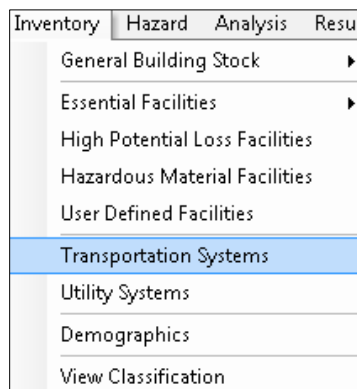 Inventory Hazard Analysis Resu
General Building Stock
Essential Facilities
High Potential Loss Facilities
Hazardous Material Facilities
User Defined Facilities
Transportation Systems
Utility Systems
Demographics
View Classification